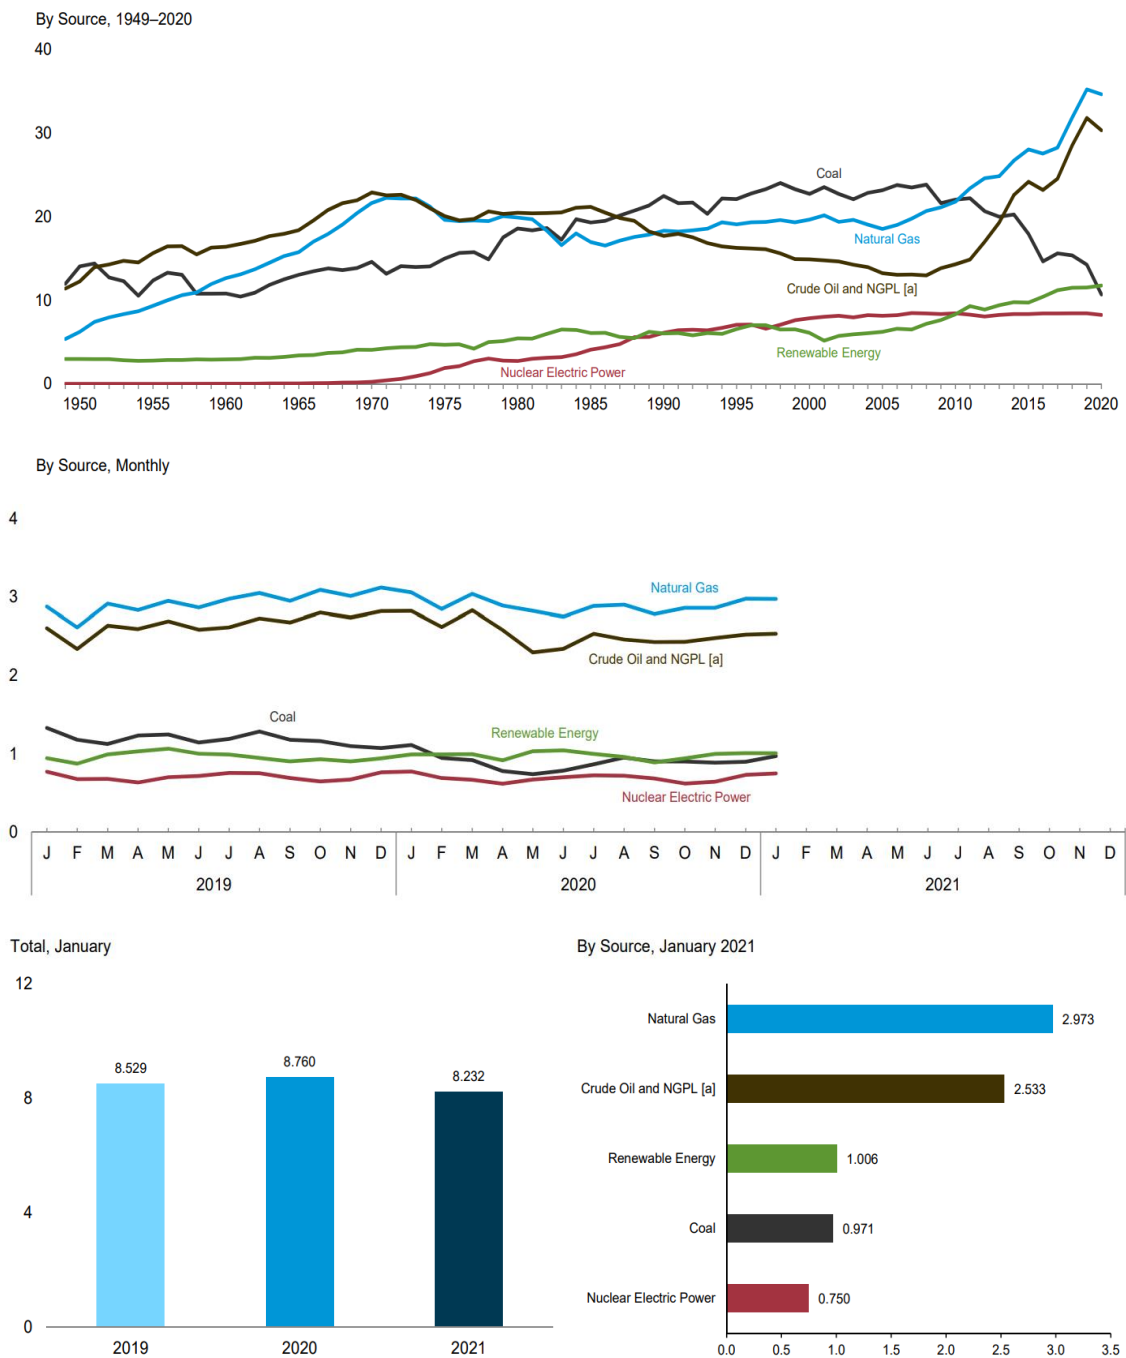 By Source, 1949–2020
40
30
20
10
0
Coal
Natural Gas
Crude Oil and NGPL [a]
Renewable Energy
Nuclear Electric Power
1950 1955 1960 1965 1970 1975 1980 1985 1990 1995 2000 2005 2010 2015 2020
By Source, Monthly
4
3
2
1
0
Natural Gas
Crude Oil and NGPL [a]
Coal
Renewable Energy
Nuclear Electric Power
J F M A M J J A S O N D J F M A M J J A S O N D J F M A M J J A S O N D
2019 2020 2021
Total, January
12
8
4
0
8.529
8.760
8.232
2019 2020 2021
By Source, January 2021
Natural Gas 2.973
Crude Oil and NGPL [a] 2.533
Renewable Energy 1.006
Coal 0.971
Nuclear Electric Power 0.750
0.0 0.5 1.0 1.5 2.0 2.5 3.0 3.5